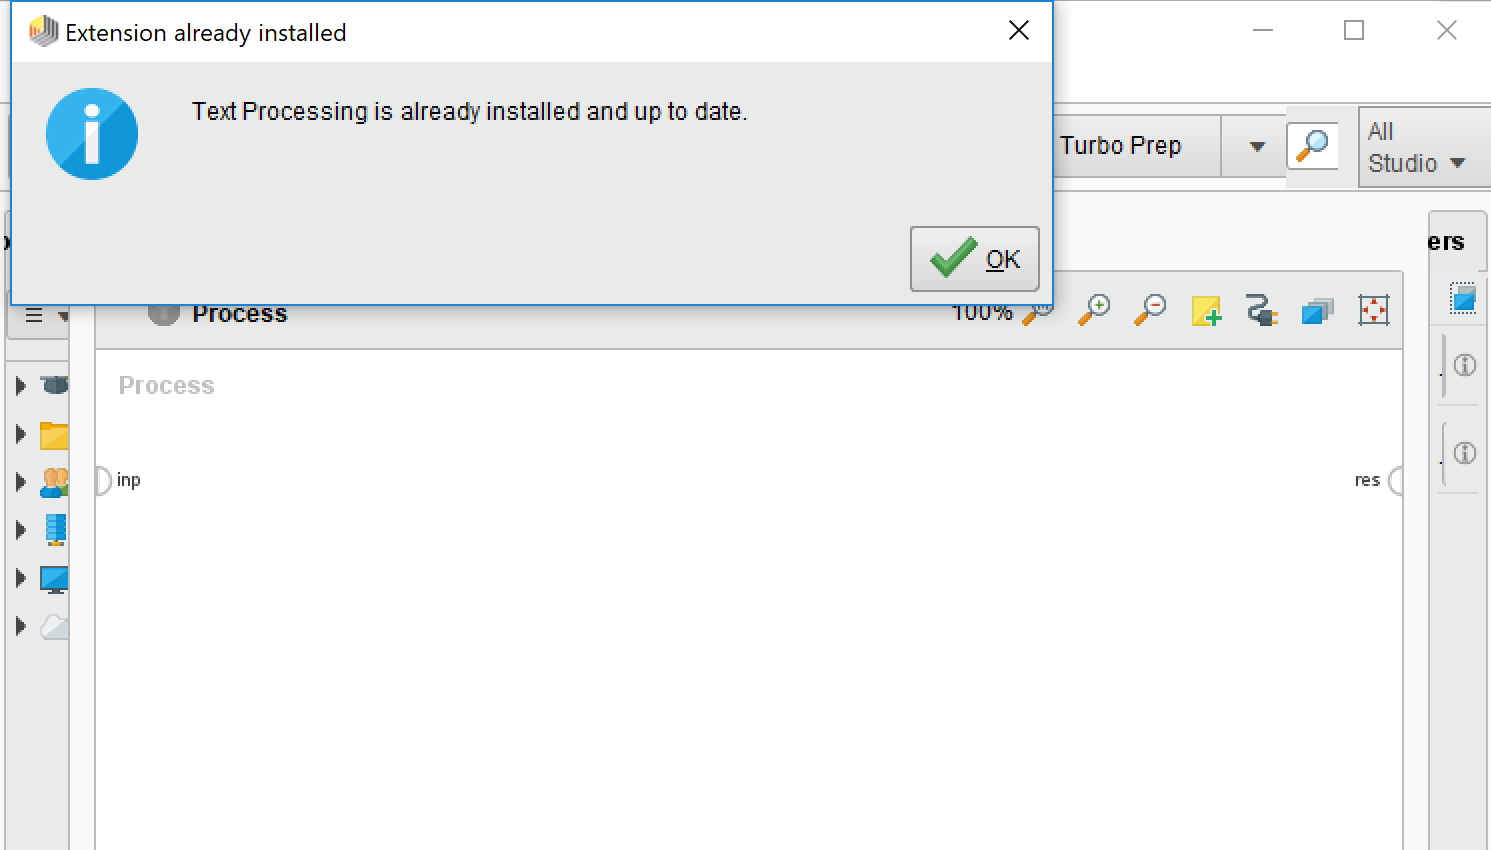 Extension already installed
Text Processing is already installed and up to date.
OK
Turbo Prep
All
Studio
ers
Process
100%
Process
inp
res